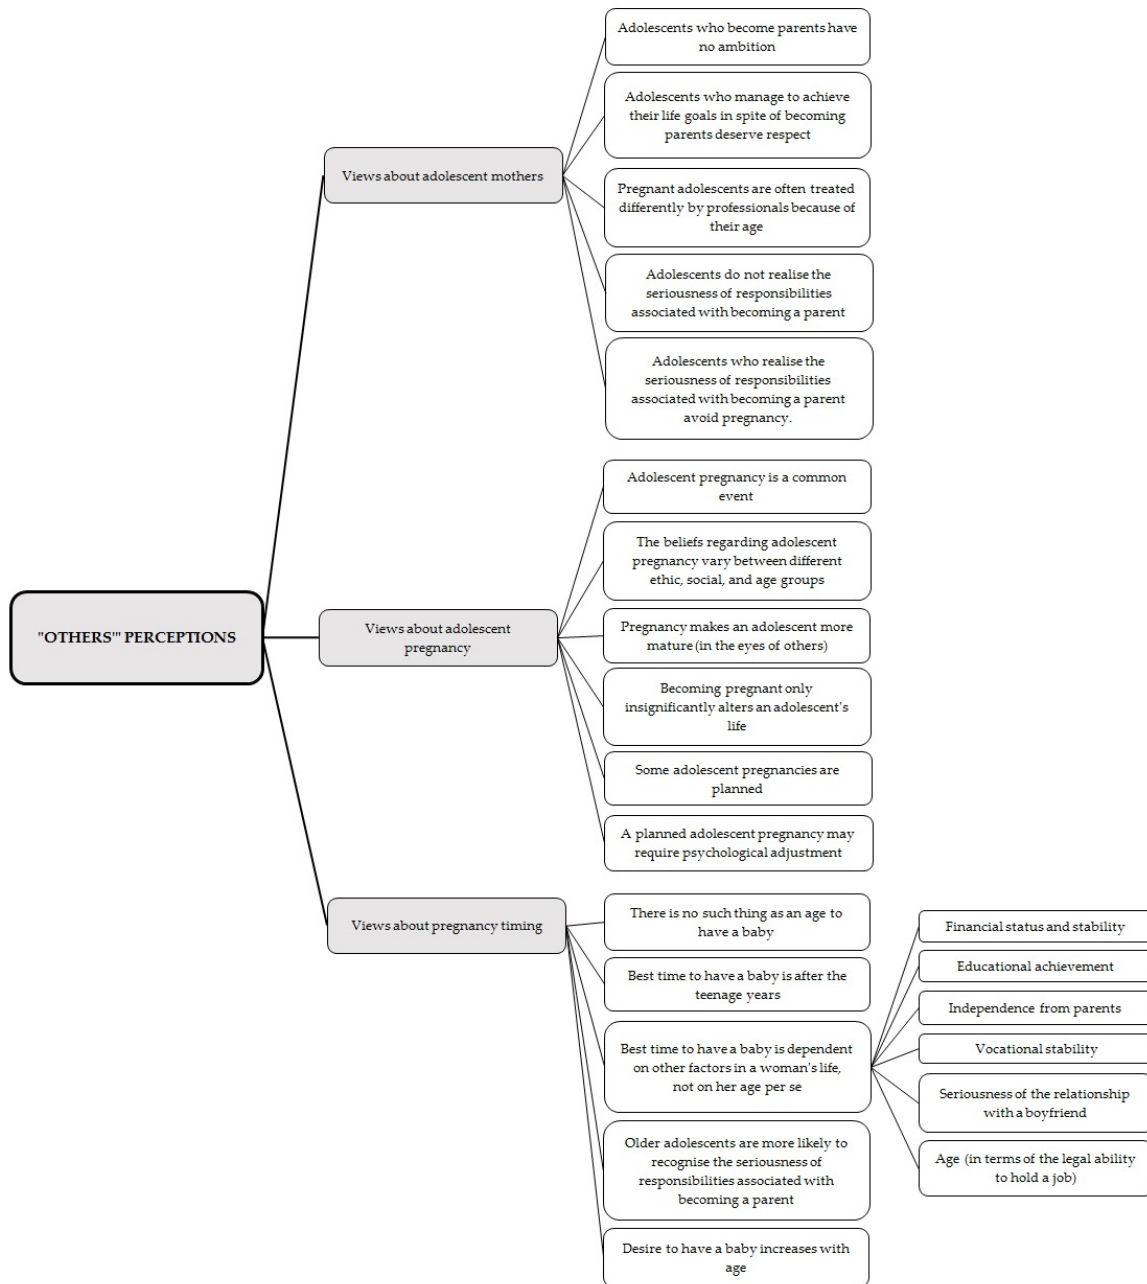 Adolescents who become parents have
no ambition
Adolescents who manage to achieve
their life goals in spite of becoming
parents deserve respect
Views about adolescent mothers
Pregnant adolescents are often treated
differently by professionals because of
their age
Adolescents do not realise the
seriousness of responsibilities
associated with becoming a parent
Adolescents who realise the
seriousness of responsibilities
associated with becoming a parent
avoid pregnancy.
Adolescent pregnancy is a common
event
The beliefs regarding adolescent
pregnancy vary between different
ethic, social, and age groups
"OTHERS'" PERCEPTIONS
Views about adolescent
pregnancy
Pregnancy makes an adolescent more
mature (in the eyes of others)
Becoming pregnant only
insignificantly alters an adolescent's
life
Some adolescent pregnancies are
planned
A planned adolescent pregnancy may
require psychological adjustment
Views about pregnancy timing
There is no such thing as an age to
have a baby
Best time to have a baby is after the
teenage years
Best time to have a baby is dependent
on other factors in a woman's life,
not on her age per se
Financial status and stability
Educational achievement
Independence from parents
Vocational stability
Seriousness of the relationship
with a boyfriend
Age (in terms of the legal ability
to hold a job)
Older adolescents are more likely to
recognise the seriousness of
responsibilities associated with
becoming a parent
Desire to have a baby increases with
age